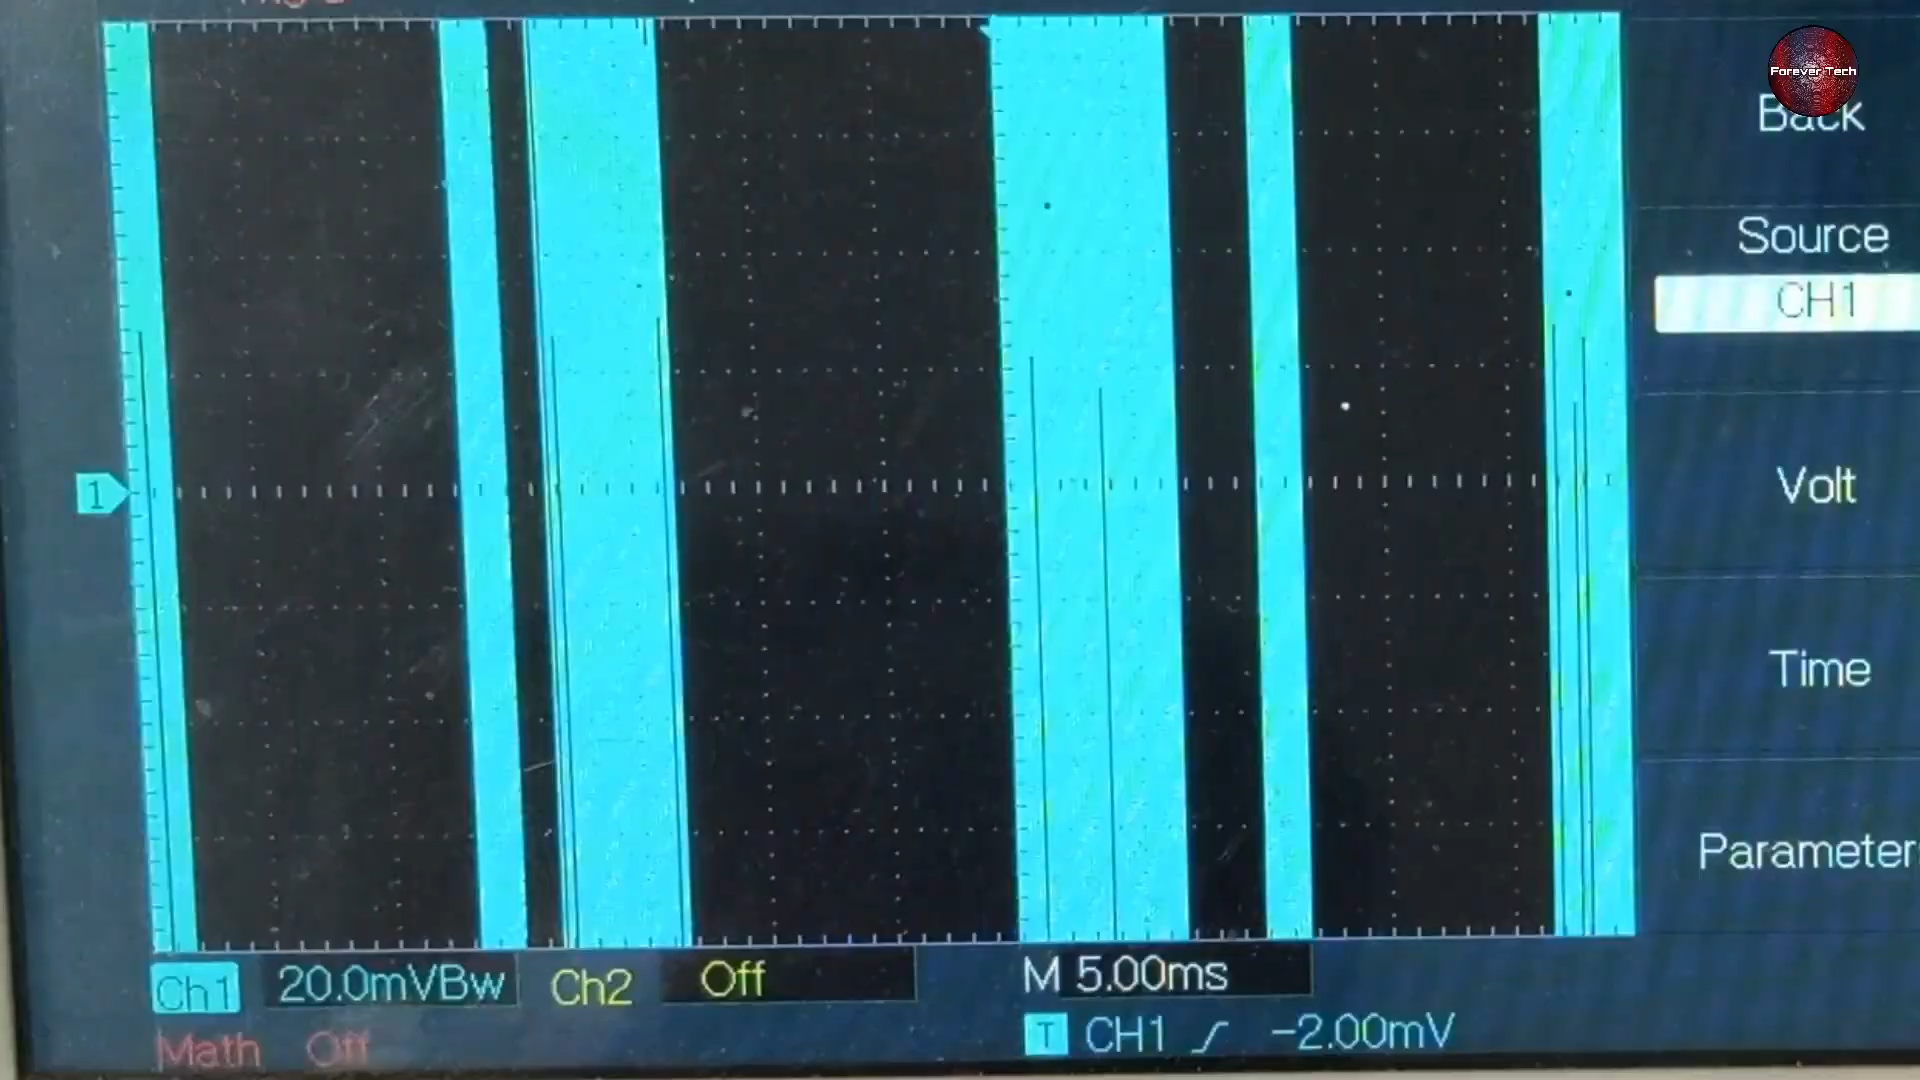 Forever Tech
Back
Source
CH1
Volt
Time
Parameter
1
Ch1 20.0mVBw Ch2 Off M 5.00ms
Math Off T CH1 -2.00mV